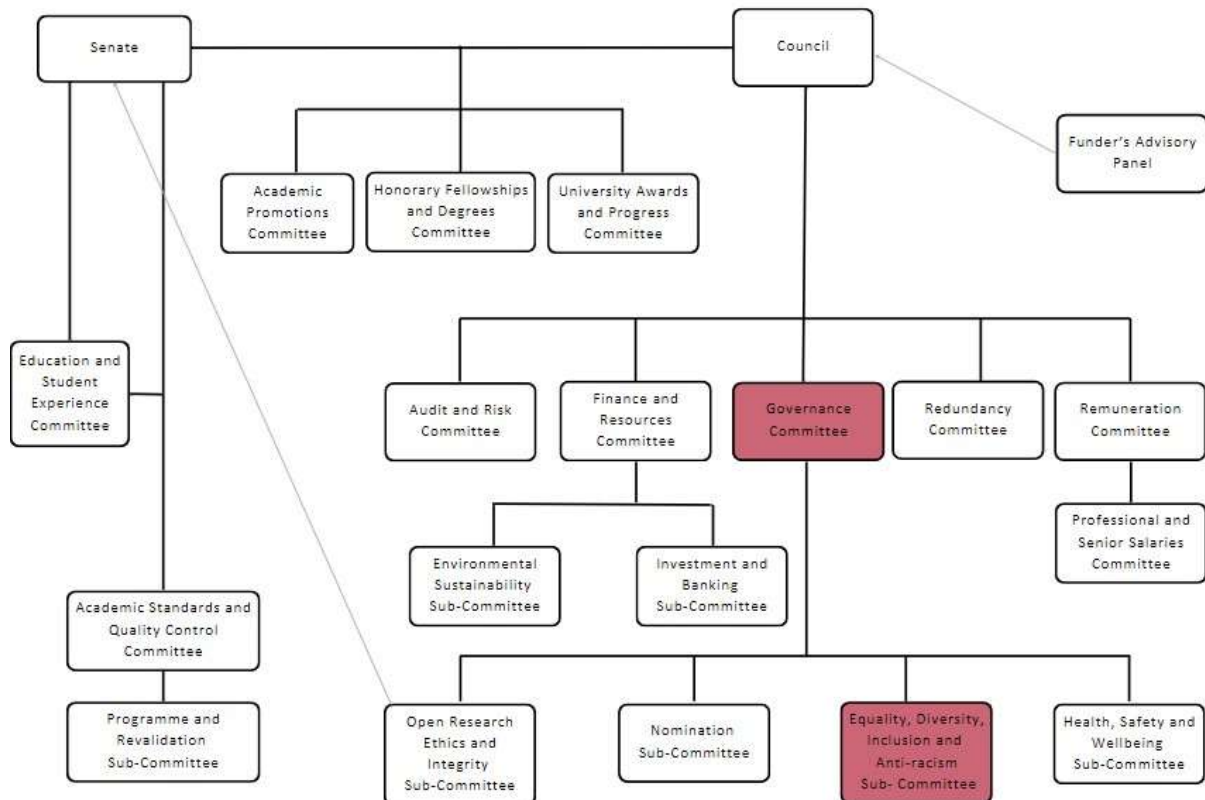 Senate
Council
Funder's Advisory
Panel
Academic
Promotions
Committee
Honorary Fellowships
and Degrees
Committee
University Awards
and Progress
Committee
Education and
Student
Experience
Committee
Audit and Risk
Committee
Finance and
Resources
Committee
Governance
Committee
Redundancy
Committee
Remuneration
Committee
Environmental
Sustainability
Sub-Committee
Investment and
Banking
Sub-Committee
Professional and
Senior Salaries
Committee
Academic Standards and
Quality Control
Committee
Programme and
Revalidation
Sub-Committee
Open Research
Ethics and
Integrity
Sub-Committee
Nomination
Sub-Committee
Equality, Diversity,
Inclusion and
Anti-racism
Sub- Committee
Health, Safety and
Wellbeing
Sub-Committee